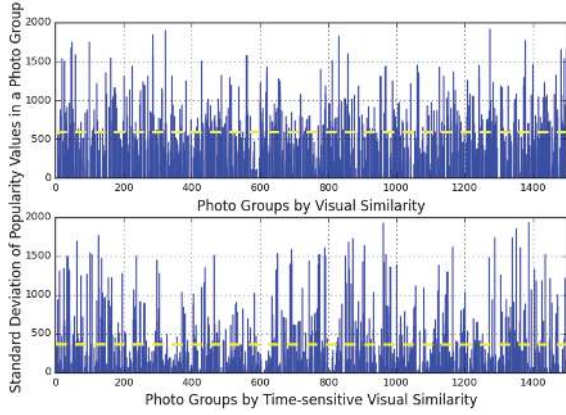 Standard Deviation of Popularity Values in a Photo Group
2000
1500
1000
500
0
0 200 400 600 800 1000 1200 1400
Photo Groups by Visual Similarity
2000
1500
1000
500
0
0 200 400 600 800 1000 1200 1400
Photo Groups by Time-sensitive Visual Similarity